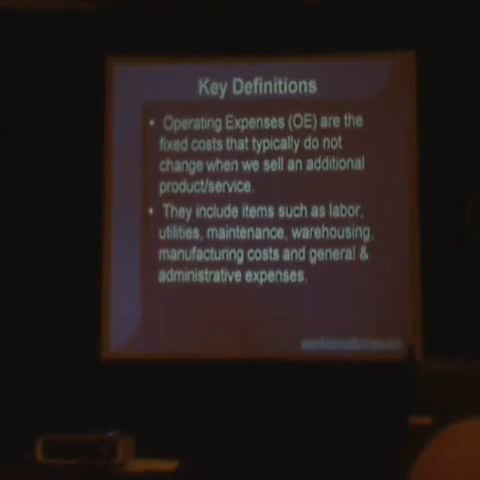 Key Definitions
• Operating Expenses (OE) are the
fixed costs that typically do not
change when we sell an additional
product/service.
• They include items such as labor,
utilities, maintenance, warehousing,
manufacturing costs and general &
administrative expenses.